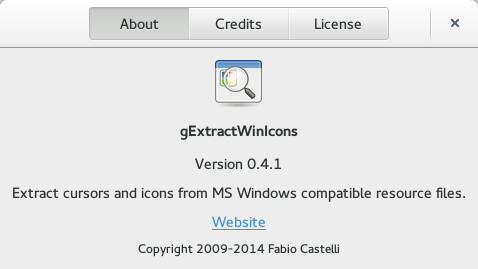 About Credits License
gExtractWinIcons
Version 0.4.1
Extract cursors and icons from MS Windows compatible resource files.
Website
Copyright 2009-2014 Fabio Castelli